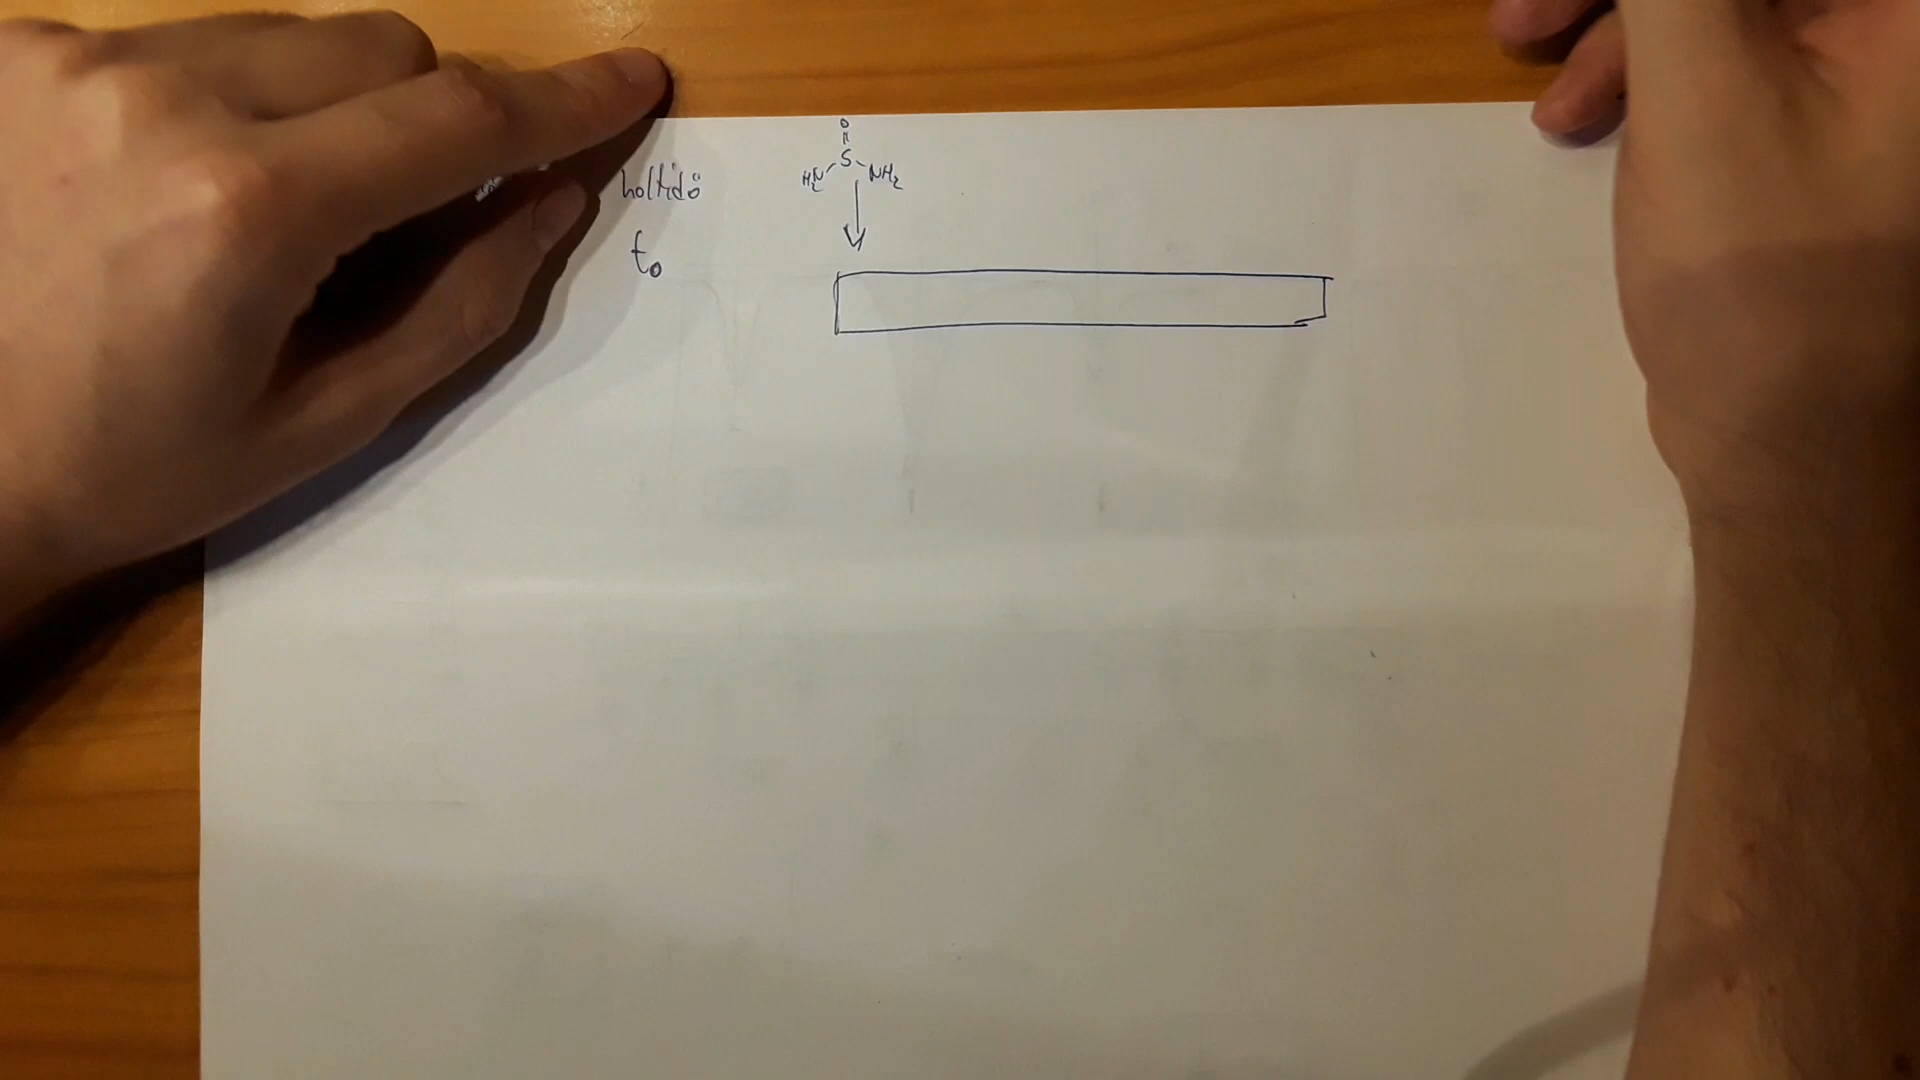 O
S
H₂N NH₂
holtidő
t₀